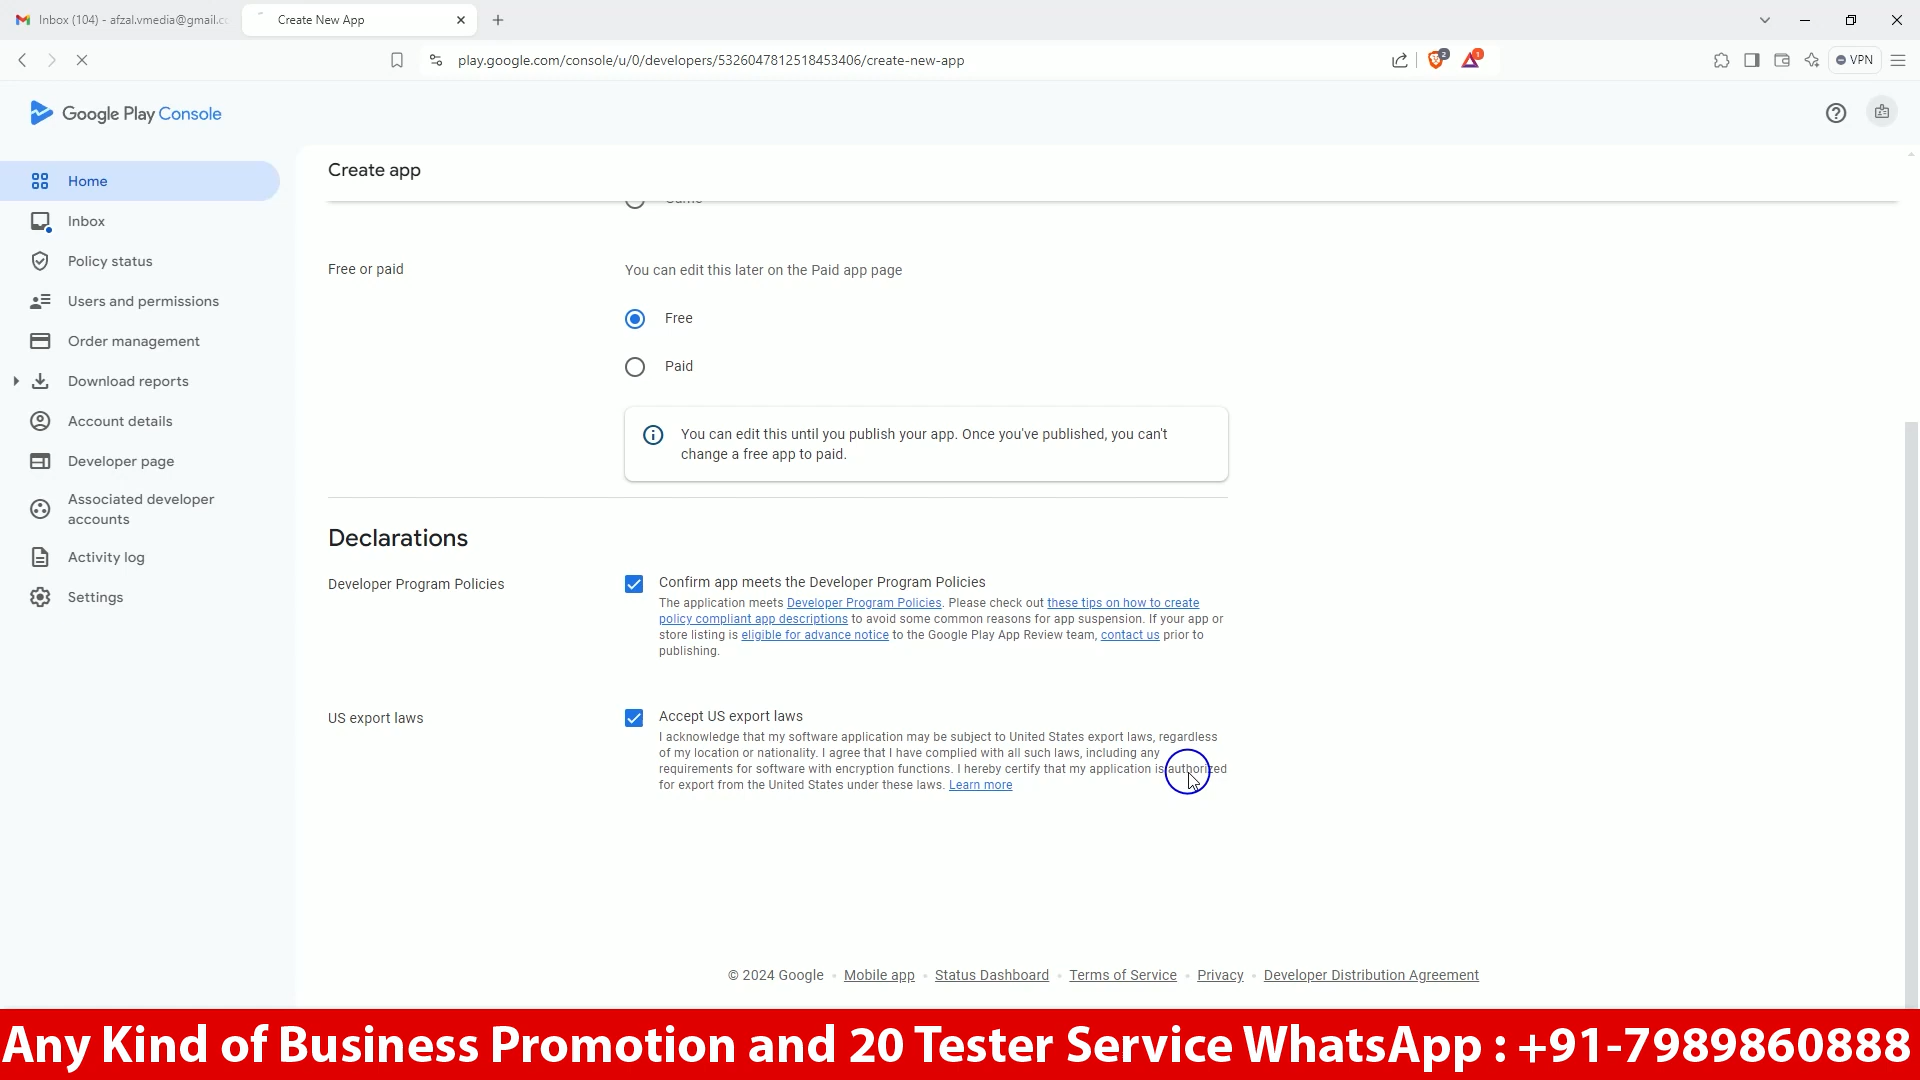 Inbox (104) - afzal.vmedia@gmail.c
Create New App
play.google.com/console/u/0/developers/5326047812518453406/create-new-app
2
1
VPN
Google Play Console
Home
Inbox
Policy status
Users and permissions
Order management
Download reports
Account details
Developer page
Associated developer
accounts
Activity log
Settings
Create app
Free or paid
You can edit this later on the Paid app page
Free
Paid
You can edit this until you publish your app. Once you've published, you can't
change a free app to paid.
Declarations
Developer Program Policies
Confirm app meets the Developer Program Policies
The application meets Developer Program Policies. Please check out these tips on how to create
policy compliant app descriptions to avoid some common reasons for app suspension. If your app or
store listing is eligible for advance notice to the Google Play App Review team, contact us prior to
publishing.
US export laws
Accept US export laws
I acknowledge that my software application may be subject to United States export laws, regardless
of my location or nationality. I agree that I have complied with all such laws, including any
requirements for software with encryption functions. I hereby certify that my application is authorized
for export from the United States under these laws. Learn more
© 2024 Google • Mobile app • Status Dashboard • Terms of Service • Privacy • Developer Distribution Agreement
Any Kind of Business Promotion and 20 Tester Service WhatsApp : +91-7989860888